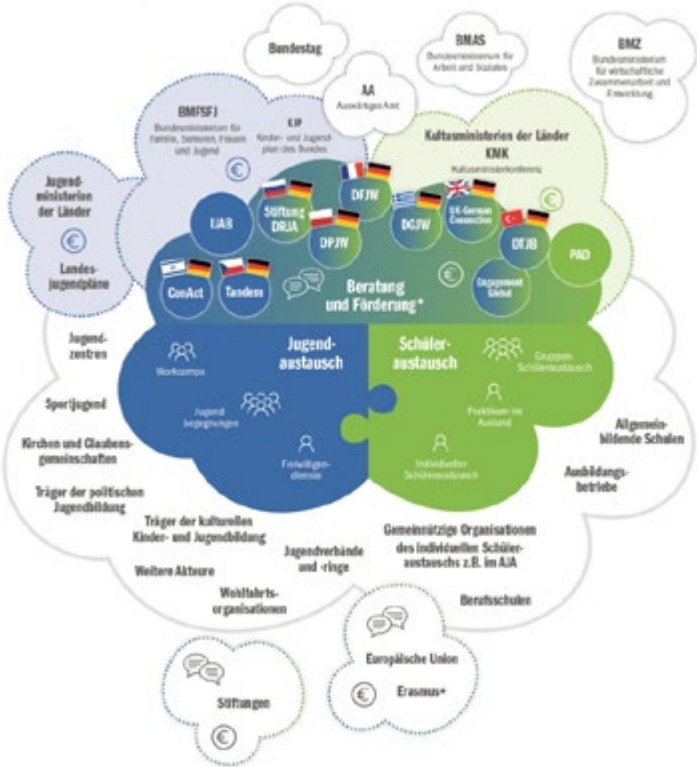 Bundestag
BMAS
Bundesministerium für
Arbeit und Soziales
BMZ
Bundesministerium
für wirtschaftliche
Zusammenarbeit und
Entwicklung
AA
Auswärtiges Amt
BMFSFJ
Bundesministerium für
Familie, Senioren, Frauen
und Jugend
KJP
Kinder- und Jugend-
plan des Bundes
Kultusministerien der Länder
KMK
Kultusministerkonferenz
Jugend-
ministerien
der Länder
€
Landes-
jugendpläne
€
€
IJAB
Stiftung
DRJA
DPJW
DFJW
DGJW
UK-German
Connection
DTJB
PAD
ConAct
Tandem
Beratung
und Förderung*
€
Engagement
Global
Jugend-
austausch
Schüler-
austausch
Workcamps
Jugend-
begegnungen
Freiwilligen-
dienste
Gruppen-
Schüleraustausch
Praktikum im
Ausland
Individueller
Schüleraustausch
Jugend-
zentren
Sportjugend
Kirchen und Glaubens-
gemeinschaften
Träger der politischen
Jugendbildung
Träger der kulturellen
Kinder- und Jugendbildung
Weitere Akteure
Jugendverbände
und -ringe
Wohlfahrts-
organisationen
Allgemein-
bildende Schulen
Ausbildungs-
betriebe
Gemeinnützige Organisationen
des individuellen Schüler-
austauschs z.B. im AJA
Berufsschulen
Stiftungen
€
Europäische Union
€ Erasmus+